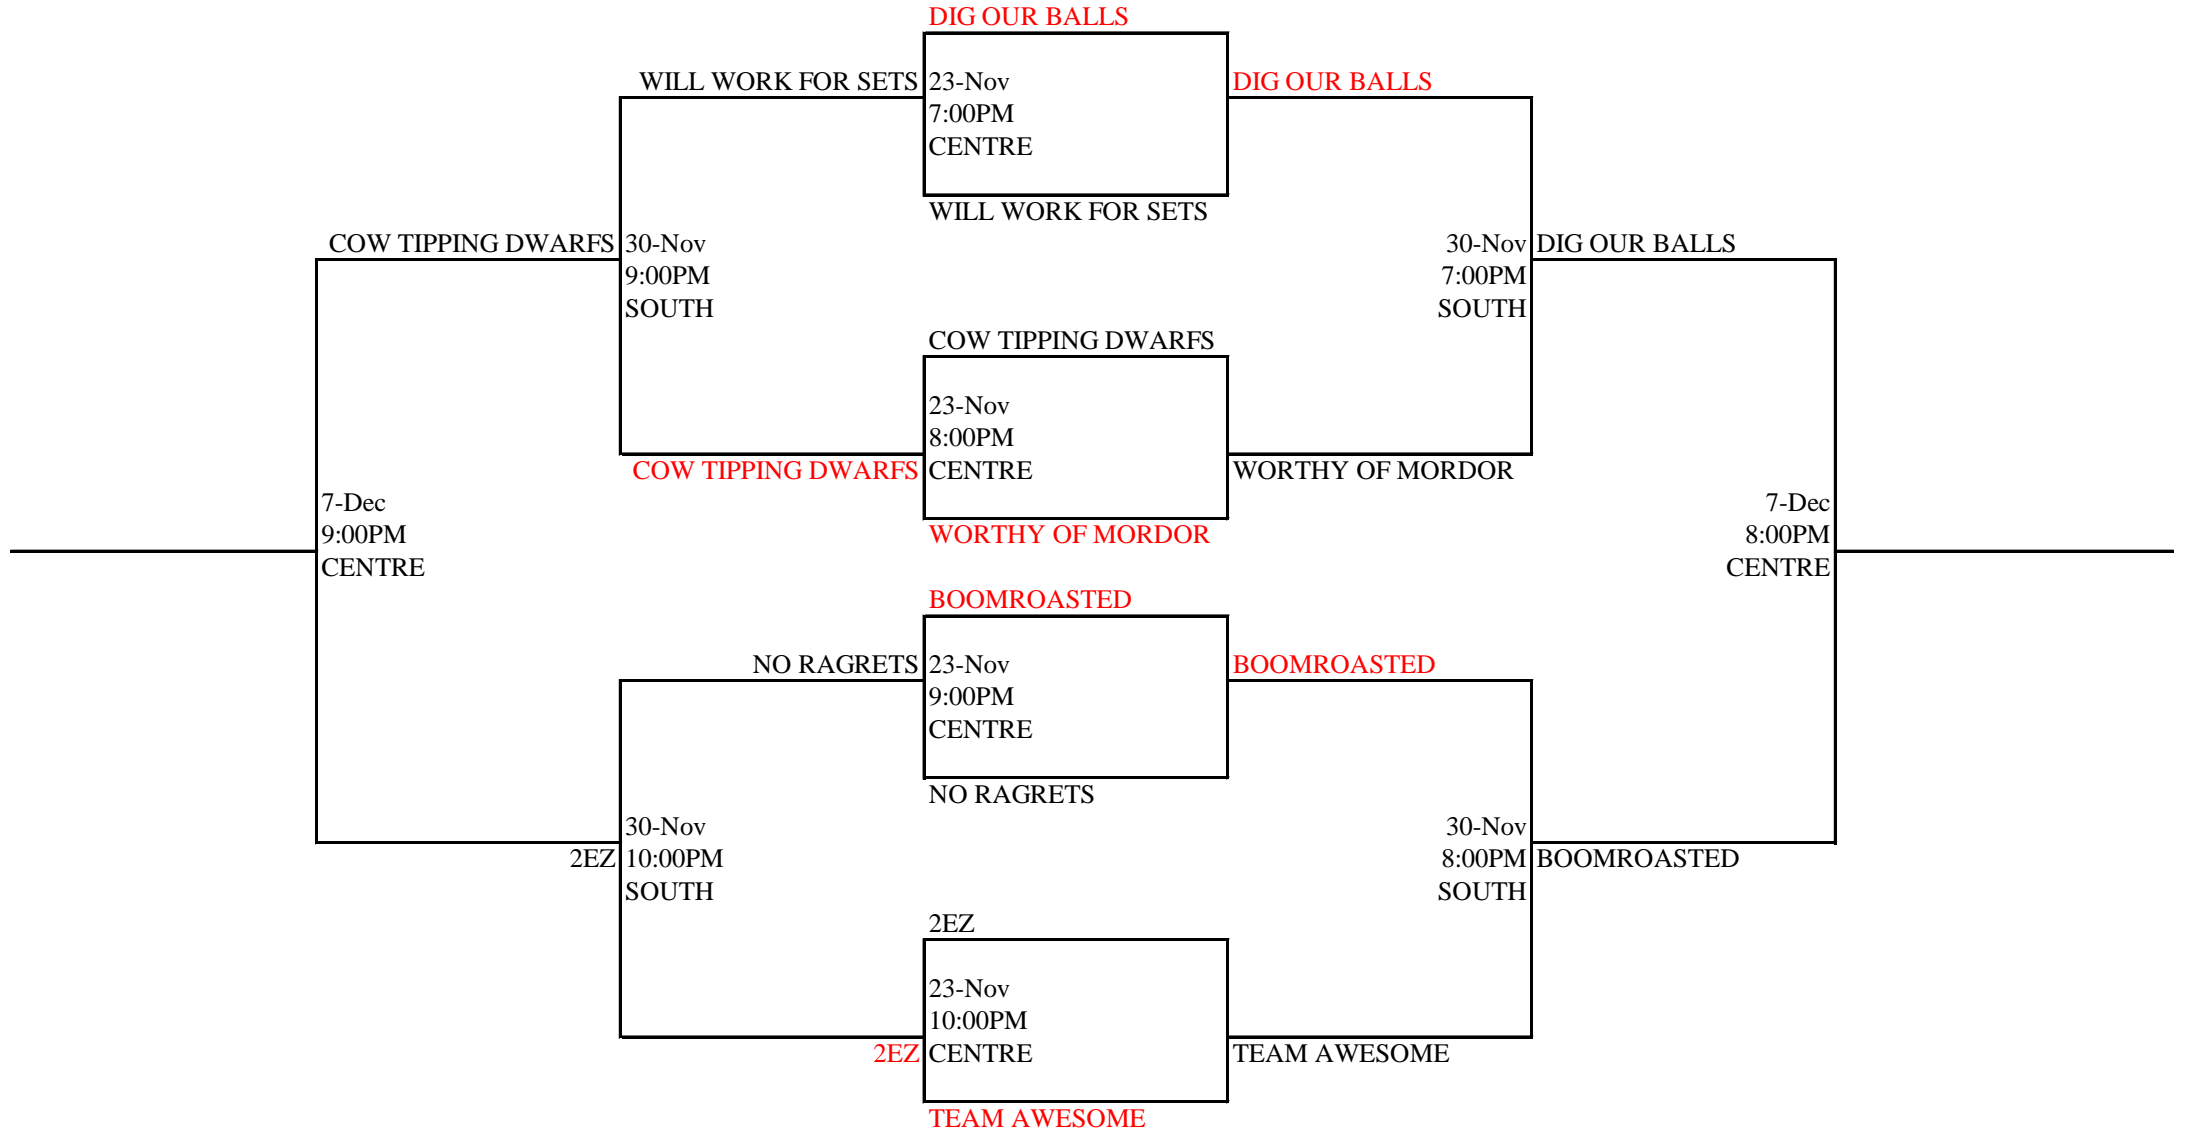 DIG OUR BALLS
WILL WORK FOR SETS
23-Nov
7:00PM
CENTRE
DIG OUR BALLS
WILL WORK FOR SETS
COW TIPPING DWARFS
30-Nov
9:00PM
SOUTH
30-Nov
7:00PM
SOUTH
DIG OUR BALLS
COW TIPPING DWARFS
23-Nov
8:00PM
CENTRE
COW TIPPING DWARFS
WORTHY OF MORDOR
WORTHY OF MORDOR
7-Dec
9:00PM
CENTRE
7-Dec
8:00PM
CENTRE
BOOMROASTED
NO RAGRETS
23-Nov
9:00PM
CENTRE
BOOMROASTED
NO RAGRETS
30-Nov
10:00PM
SOUTH
2EZ
30-Nov
8:00PM
SOUTH
BOOMROASTED
2EZ
23-Nov
10:00PM
CENTRE
2EZ
TEAM AWESOME
TEAM AWESOME